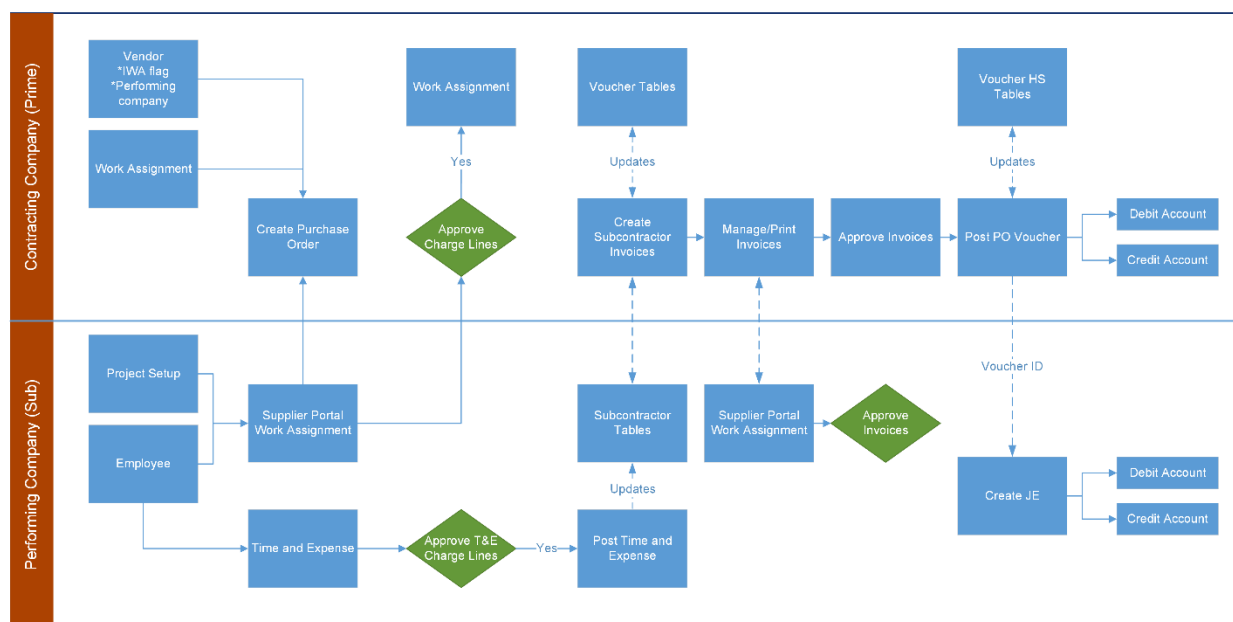 Contracting Company (Prime)
Vendor
*IWA flag
*Performing
company
Work Assignment
Create Purchase
Order
Work Assignment
Yes
Approve
Charge Lines
Voucher Tables
Updates
Create
Subcontractor
Invoices
Manage/Print
Invoices
Approve Invoices
Voucher HS
Tables
Updates
Post PO Voucher
Debit Account
Credit Account
Performing Company (Sub)
Project Setup
Employee
Supplier Portal
Work Assignment
Time and Expense
Approve T&E
Charge Lines
Yes
Post Time and
Expense
Updates
Subcontractor
Tables
Supplier Portal
Work Assignment
Approve
Invoices
Voucher ID
Create JE
Debit Account
Credit Account